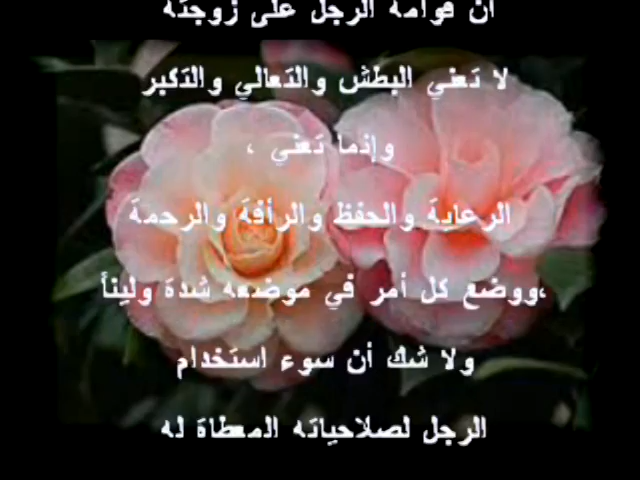 أن قوامة الرجل على زوجته
لا تعني البطش والتعالي والتكبر
وإنما تعني ،
الرعاية والحفظ والرأفة والرحمة
،ووضع كل أمر في موضعه شدة وليناً
ولا شك أن سوء استخدام
الرجل لصلاحياته المعطاة له